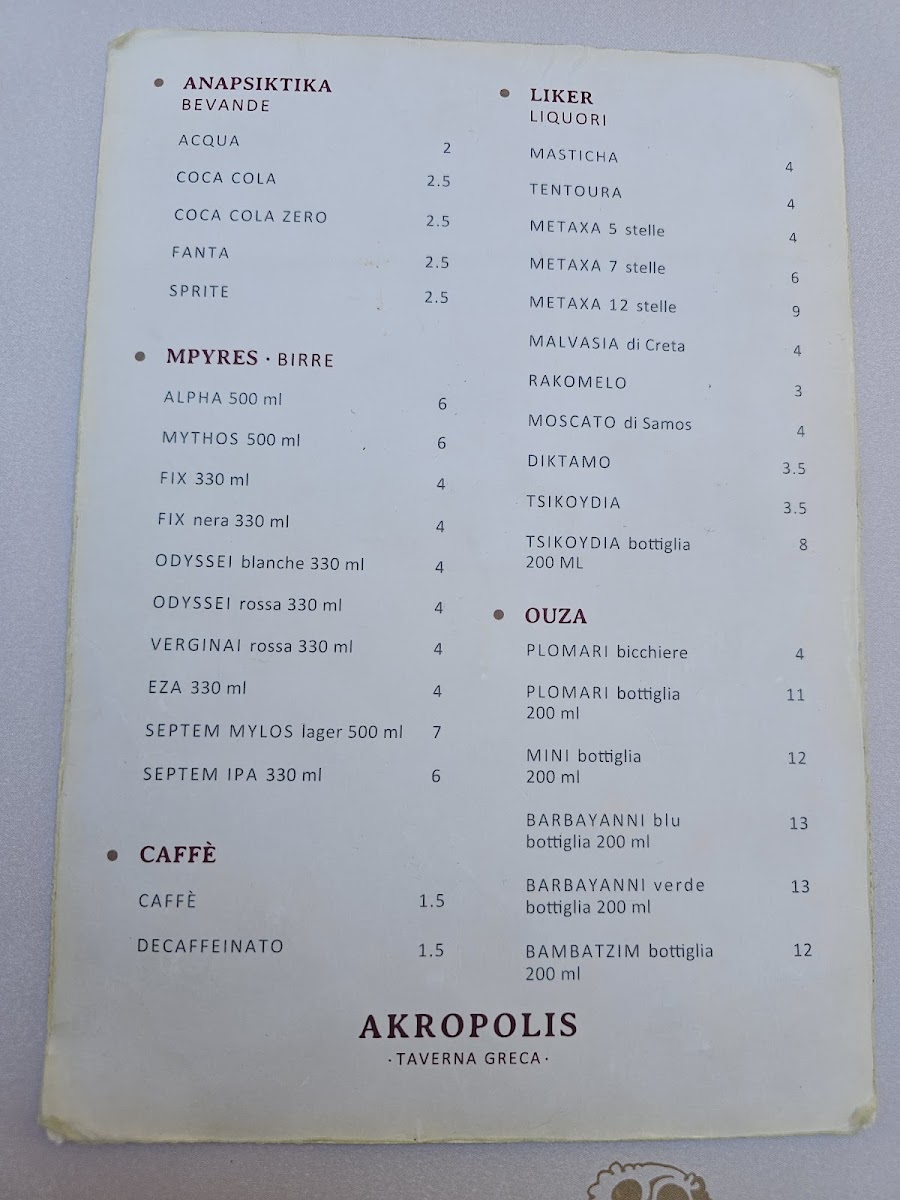 ANAPSIKTIKA
BEVANDE
ACQUA 2
COCA COLA 2.5
COCA COLA ZERO 2.5
FANTA 2.5
SPRITE 2.5
MPYRES · BIRRE
ALPHA 500 ml 6
MYTHOS 500 ml 6
FIX 330 ml 4
FIX nera 330 ml 4
ODYSSEI blanche 330 ml 4
ODYSSEI rossa 330 ml 4
VERGINAI rossa 330 ml 4
EZA 330 ml 4
SEPTEM MYLOS lager 500 ml 7
SEPTEM IPA 330 ml 6
CAFFÈ
CAFFÈ 1.5
DECAFFEINATO 1.5
LIKER
LIQUORI
MASTICHA 4
TENTOURA 4
METAXA 5 stelle 4
METAXA 7 stelle 6
METAXA 12 stelle 9
MALVASIA di Creta 4
RAKOMELO 3
MOSCATO di Samos 4
DIKTAMO 3.5
TSIKOYDIA 3.5
TSIKOYDIA bottiglia 8
200 ML
OUZA
PLOMARI bicchiere 4
PLOMARI bottiglia 11
200 ml
MINI bottiglia 12
200 ml
BARBAYANNI blu 13
bottiglia 200 ml
BARBAYANNI verde 13
bottiglia 200 ml
BAMBATZIM bottiglia 12
200 ml
AKROPOLIS
·TAVERNA GRECA·